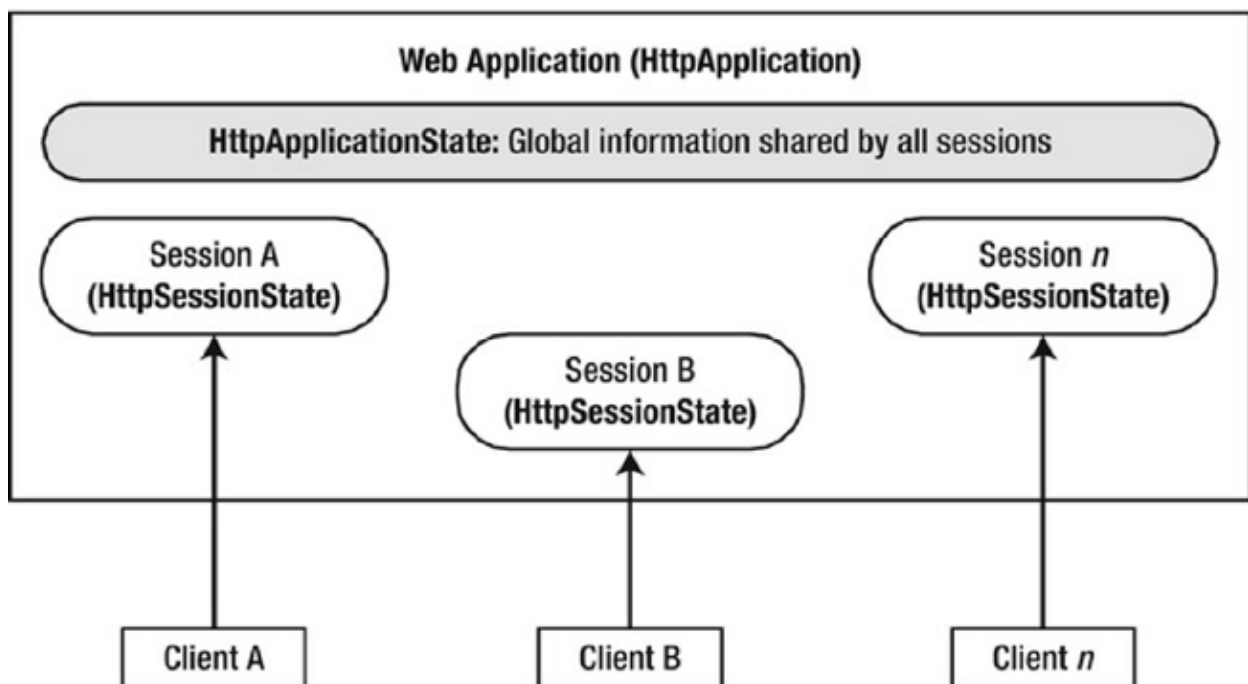 Web Application (HttpApplication)
HttpApplicationState: Global information shared by all sessions
Session A
(HttpSessionState)
Session n
(HttpSessionState)
Session B
(HttpSessionState)
Client A
Client B
Client n